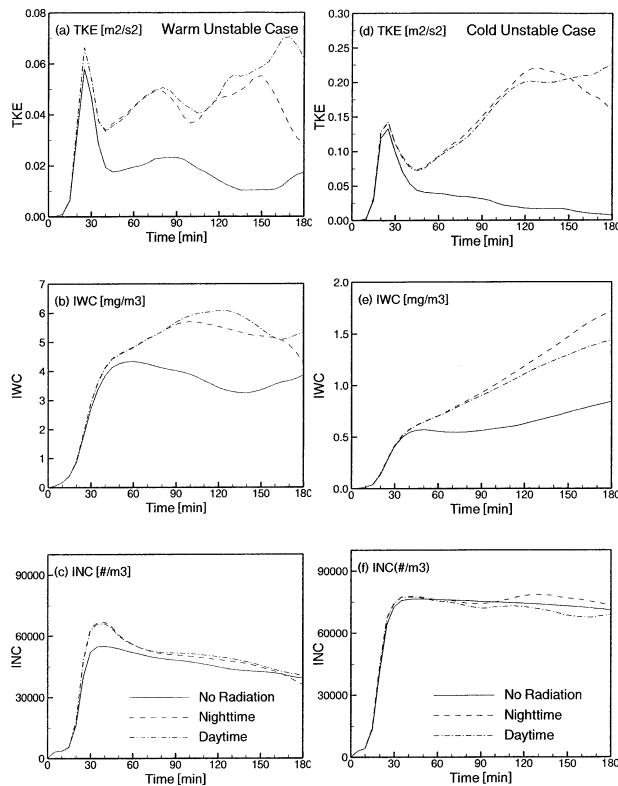 (a) TKE [m2/s2] Warm Unstable Case
0.08
0.06
0.04
0.02
0.00
TKE
0 30 60 90 120 150 180
Time [min]
(d) TKE [m2/s2] Cold Unstable Case
0.30
0.25
0.20
0.15
0.10
0.05
0.00
TKE
0 30 60 90 120 150 180
Time [min]
(b) IWC [mg/m3]
7
6
5
4
3
2
1
0
IWC
0 30 60 90 120 150 180
Time [min]
(e) IWC [mg/m3]
2.0
1.5
1.0
0.5
0.0
IWC
0 30 60 90 120 150 180
Time [min]
(c) INC [#/m3]
90000
60000
30000
0
INC
No Radiation
Nighttime
Daytime
0 30 60 90 120 150 180
Time [min]
(f) INC(#/m3)
90000
60000
30000
0
INC
No Radiation
Nighttime
Daytime
0 30 60 90 120 150 180
Time [min]